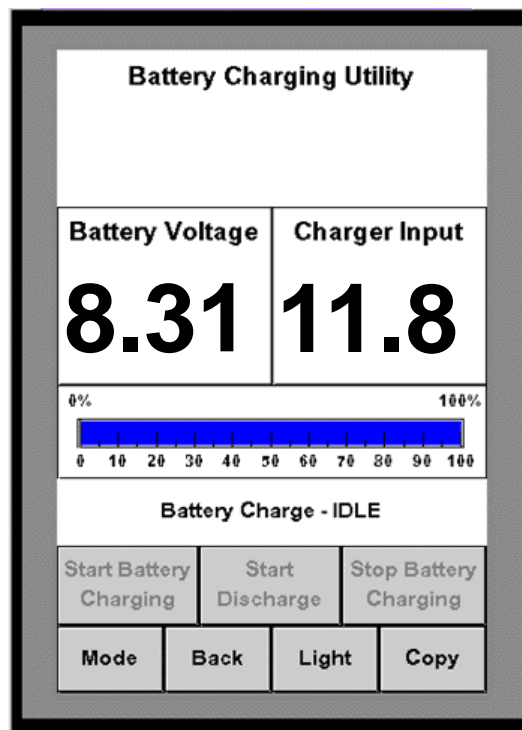 Battery Charging Utility
Battery Voltage Charger Input
8.31 11.8
0% 100%
0 10 20 30 40 50 60 70 80 90 100
Battery Charge - IDLE
Start Battery Start Stop Battery
Charging Discharge Charging
Mode Back Light Copy